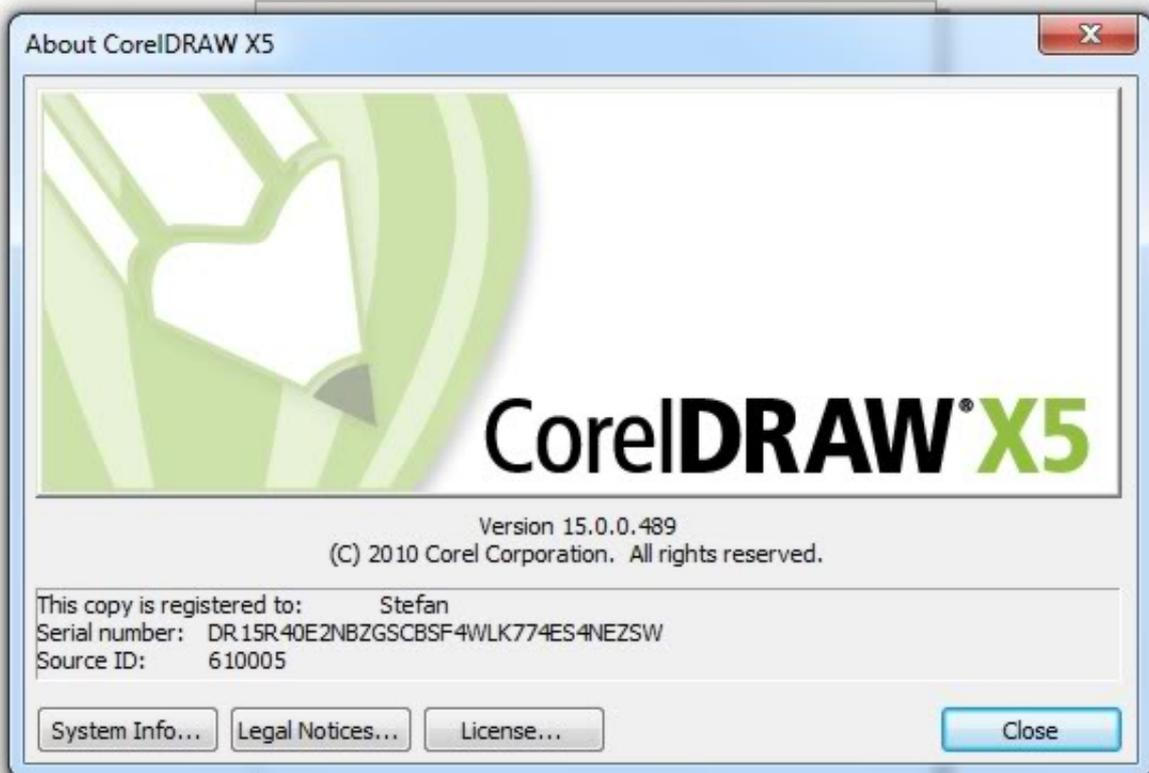 About CorelDRAW X5
CorelDRAW® X5
Version 15.0.0.489
(C) 2010 Corel Corporation. All rights reserved.
This copy is registered to: Stefan
Serial number: DR15R40E2NBZGSCBSF4WLK774ES4NEZSW
Source ID: 610005
System Info... Legal Notices... License... Close